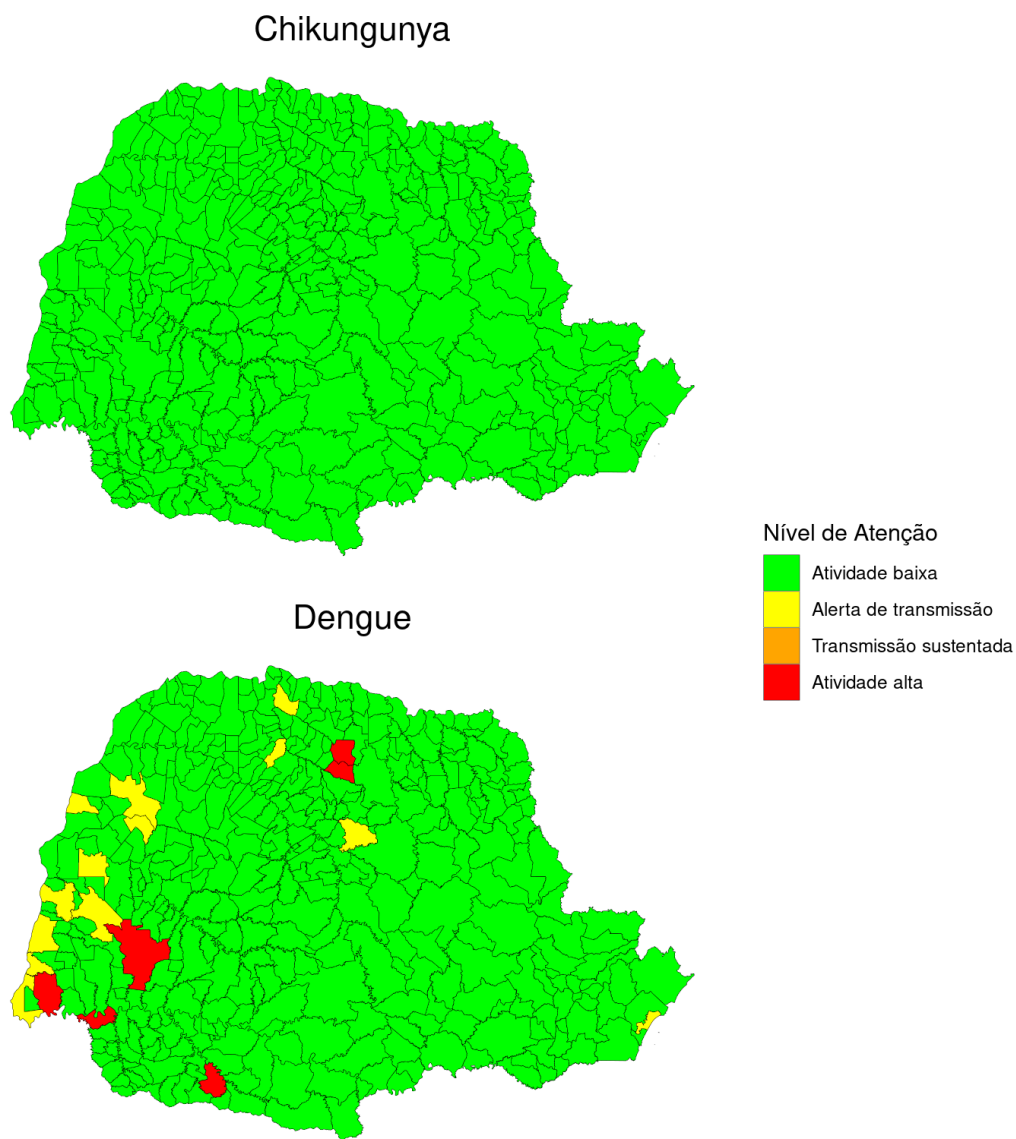 Chikungunya
Nível de Atenção
Atividade baixa
Alerta de transmissão
Transmissão sustentada
Atividade alta
Dengue